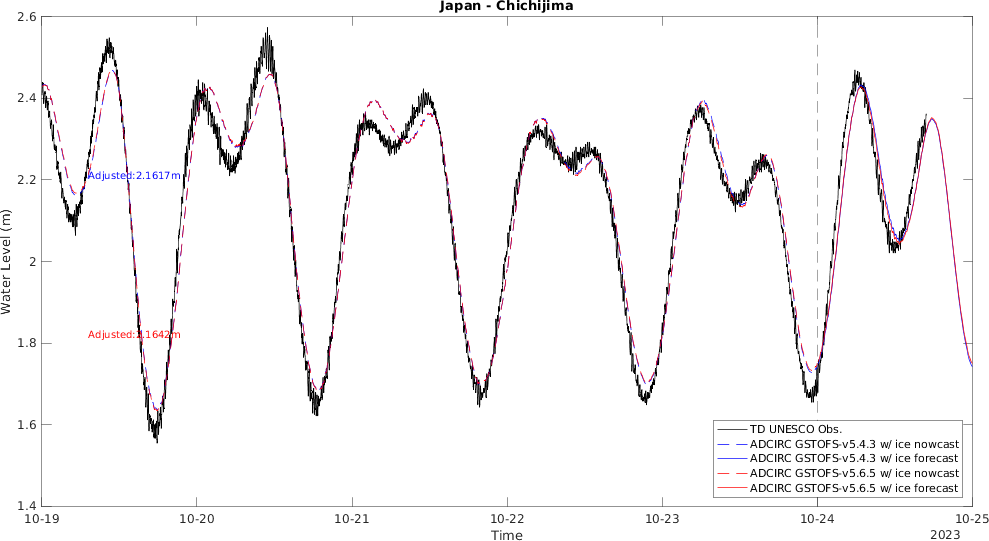 Japan - Chichijima
Water Level (m)
2.6
2.4
2.2
2
1.8
1.6
1.4
Adjusted:2.1617m
Adjusted:2.1642m
TD UNESCO Obs.
ADCIRC GSTOFS-v5.4.3 w/ ice nowcast
ADCIRC GSTOFS-v5.4.3 w/ ice forecast
ADCIRC GSTOFS-v5.6.5 w/ ice nowcast
ADCIRC GSTOFS-v5.6.5 w/ ice forecast
10-19 10-20 10-21 10-22 10-23 10-24 10-25
Time
2023